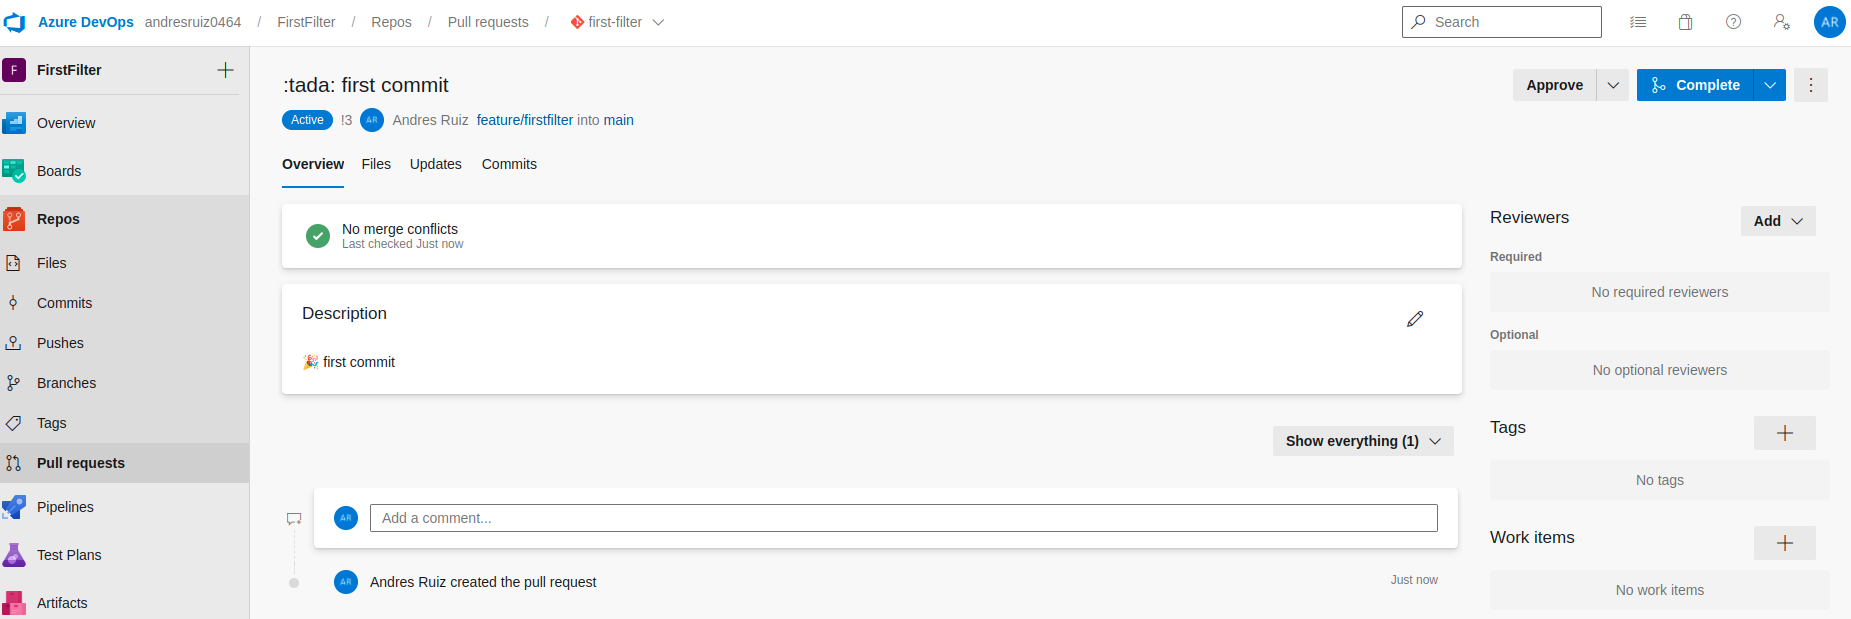 Azure DevOps andresruiz0464 / FirstFilter / Repos / Pull requests / first-filter
Search
AR
F FirstFilter
Overview
Boards
Repos
Files
Commits
Pushes
Branches
Tags
Pull requests
Pipelines
Test Plans
Artifacts
:tada: first commit
Approve
Complete
Active !3 AR Andres Ruiz feature/firstfilter into main
Overview Files Updates Commits
No merge conflicts
Last checked Just now
Description
🎉 first commit
Show everything (1)
AR Add a comment...
AR Andres Ruiz created the pull request Just now
Reviewers
Add
Required
No required reviewers
Optional
No optional reviewers
Tags
No tags
Work items
No work items